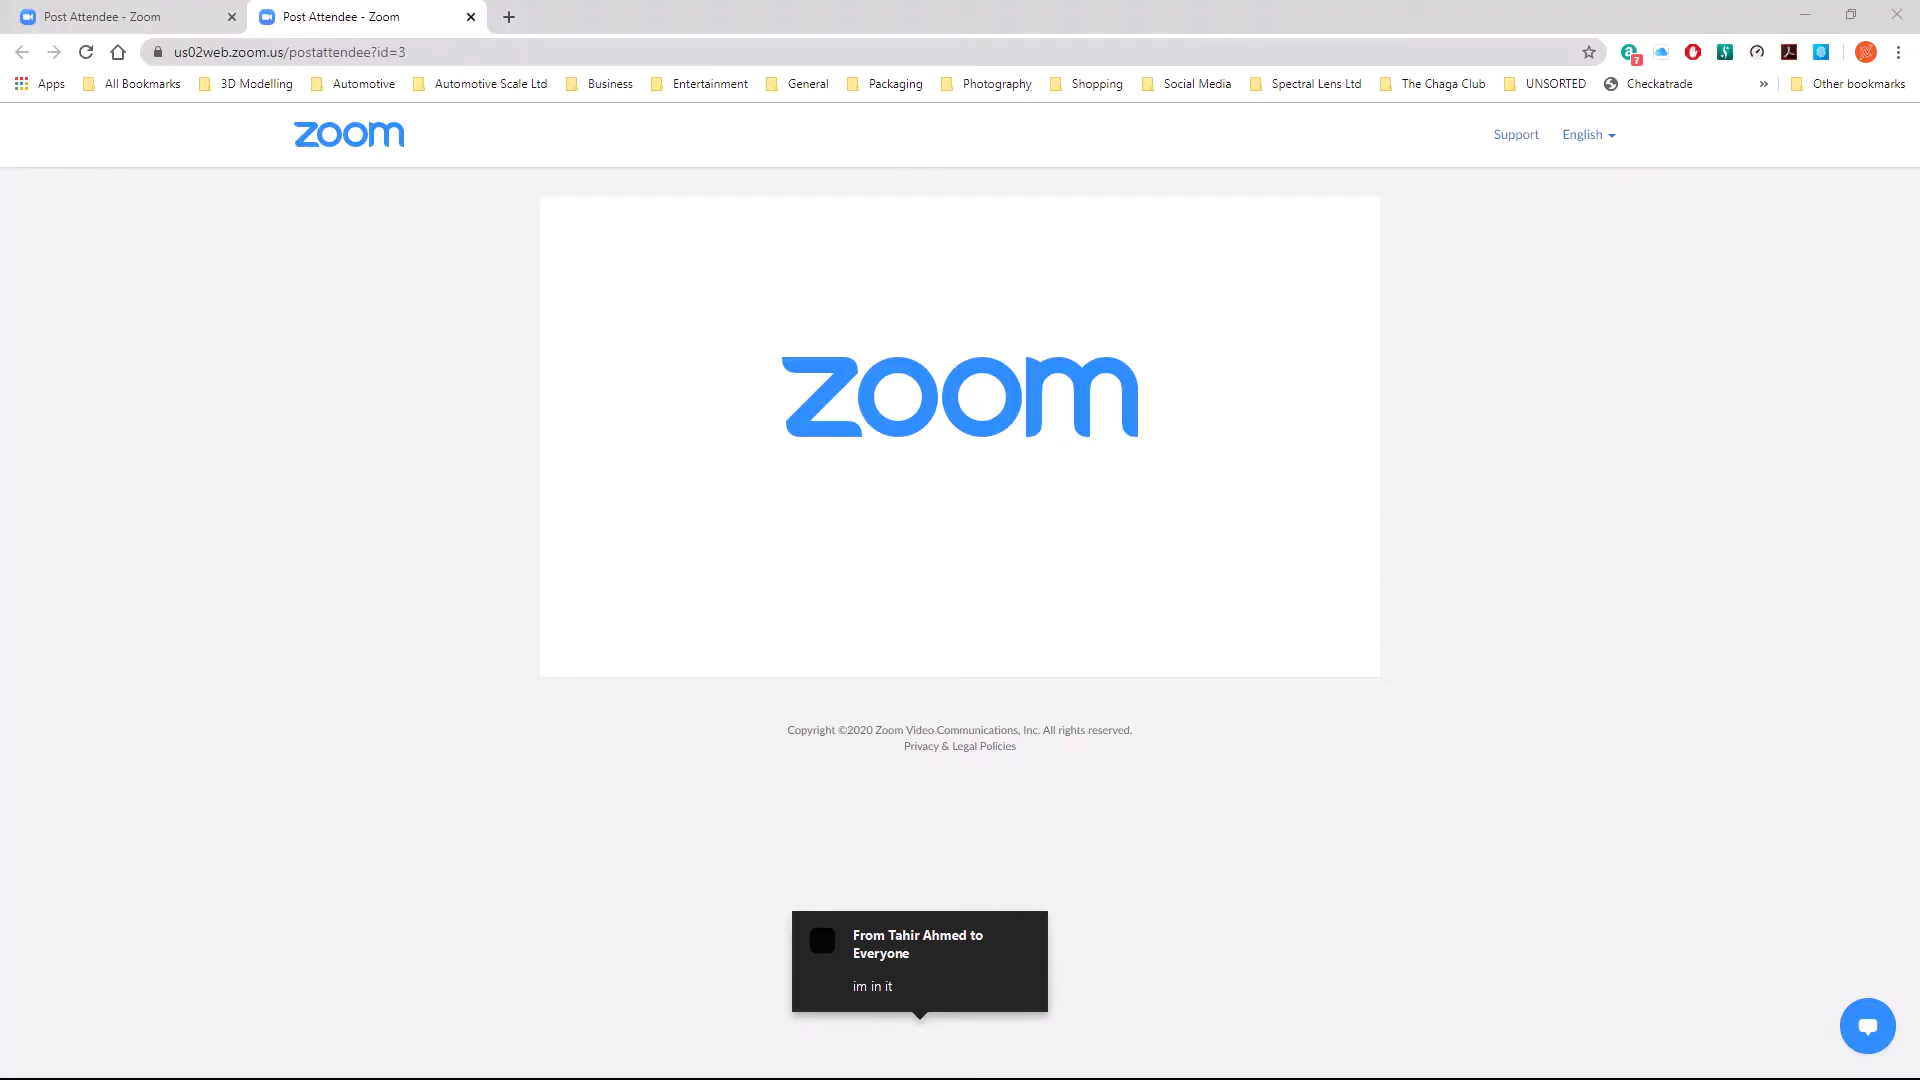 Post Attendee - Zoom
Post Attendee - Zoom
us02web.zoom.us/postattendee?id=3
7
Apps All Bookmarks 3D Modelling Automotive Automotive Scale Ltd Business Entertainment General Packaging Photography Shopping Social Media Spectral Lens Ltd The Chaga Club UNSORTED Checkatrade » Other bookmarks
zoom
Support English
zoom
Copyright ©2020 Zoom Video Communications, Inc. All rights reserved.
Privacy & Legal Policies
From Tahir Ahmed to
Everyone
im in it